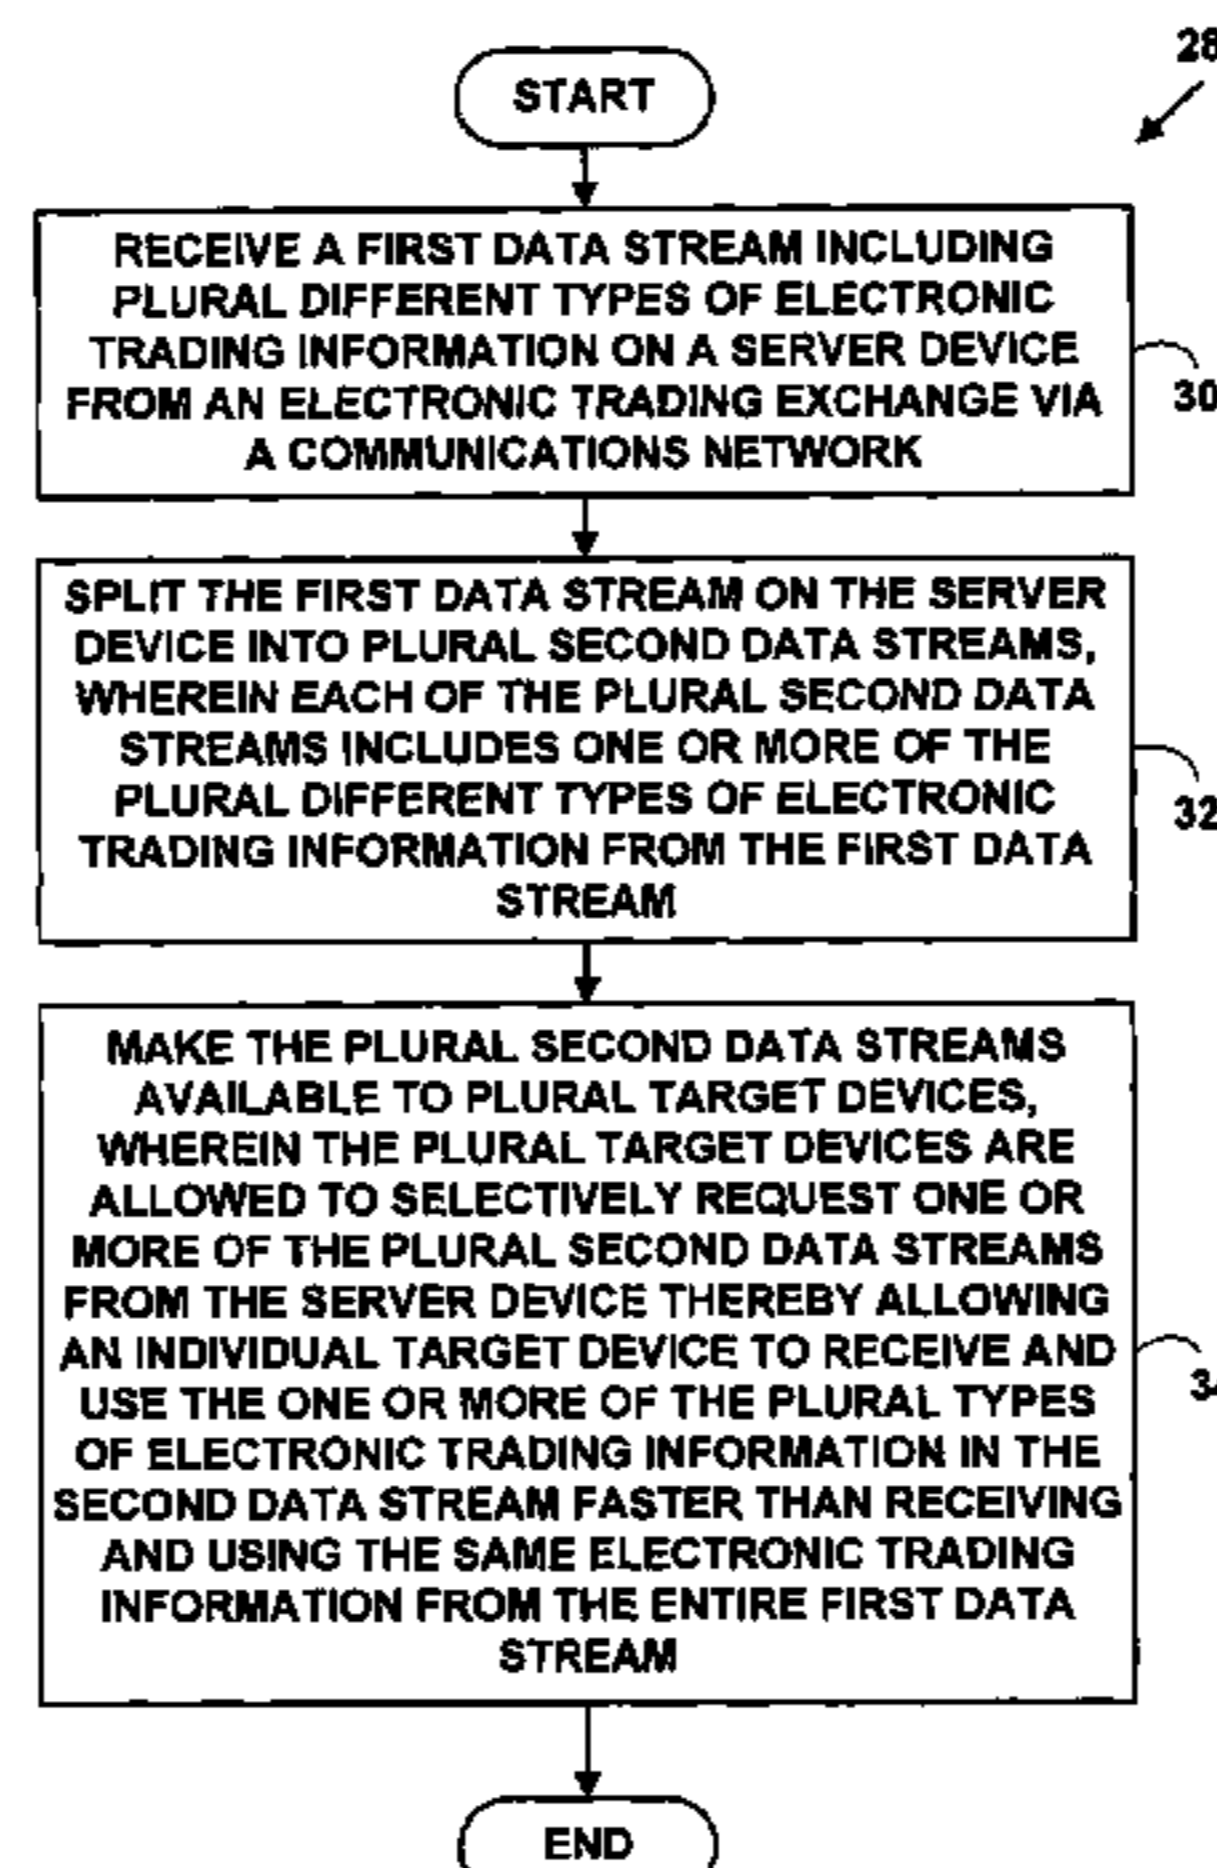 28
START
RECEIVE A FIRST DATA STREAM INCLUDING
PLURAL DIFFERENT TYPES OF ELECTRONIC
TRADING INFORMATION ON A SERVER DEVICE
FROM AN ELECTRONIC TRADING EXCHANGE VIA
A COMMUNICATIONS NETWORK
30
SPLIT THE FIRST DATA STREAM ON THE SERVER
DEVICE INTO PLURAL SECOND DATA STREAMS,
WHEREIN EACH OF THE PLURAL SECOND DATA
STREAMS INCLUDES ONE OR MORE OF THE
PLURAL DIFFERENT TYPES OF ELECTRONIC
TRADING INFORMATION FROM THE FIRST DATA
STREAM
32
MAKE THE PLURAL SECOND DATA STREAMS
AVAILABLE TO PLURAL TARGET DEVICES,
WHEREIN THE PLURAL TARGET DEVICES ARE
ALLOWED TO SELECTIVELY REQUEST ONE OR
MORE OF THE PLURAL SECOND DATA STREAMS
FROM THE SERVER DEVICE THEREBY ALLOWING
AN INDIVIDUAL TARGET DEVICE TO RECEIVE AND
USE THE ONE OR MORE OF THE PLURAL TYPES
OF ELECTRONIC TRADING INFORMATION IN THE
SECOND DATA STREAM FASTER THAN RECEIVING
AND USING THE SAME ELECTRONIC TRADING
INFORMATION FROM THE ENTIRE FIRST DATA
STREAM
34
END